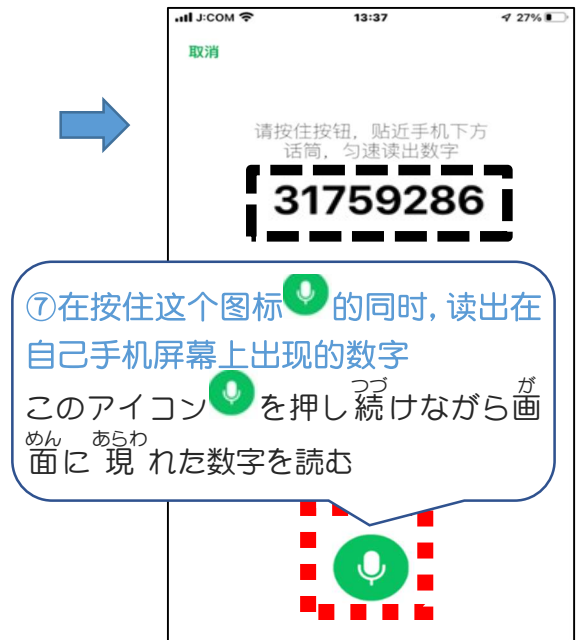 J:COM 13:37 27%
取消
请按住按钮，贴近手机下方
话筒，匀速读出数字
31759286
⑦在按住这个图标的同时，读出在
自己手机屏幕上出现的数字
つづ が
このアイコンを押し続けながら画
めん あらわ
面に現れた数字を読む